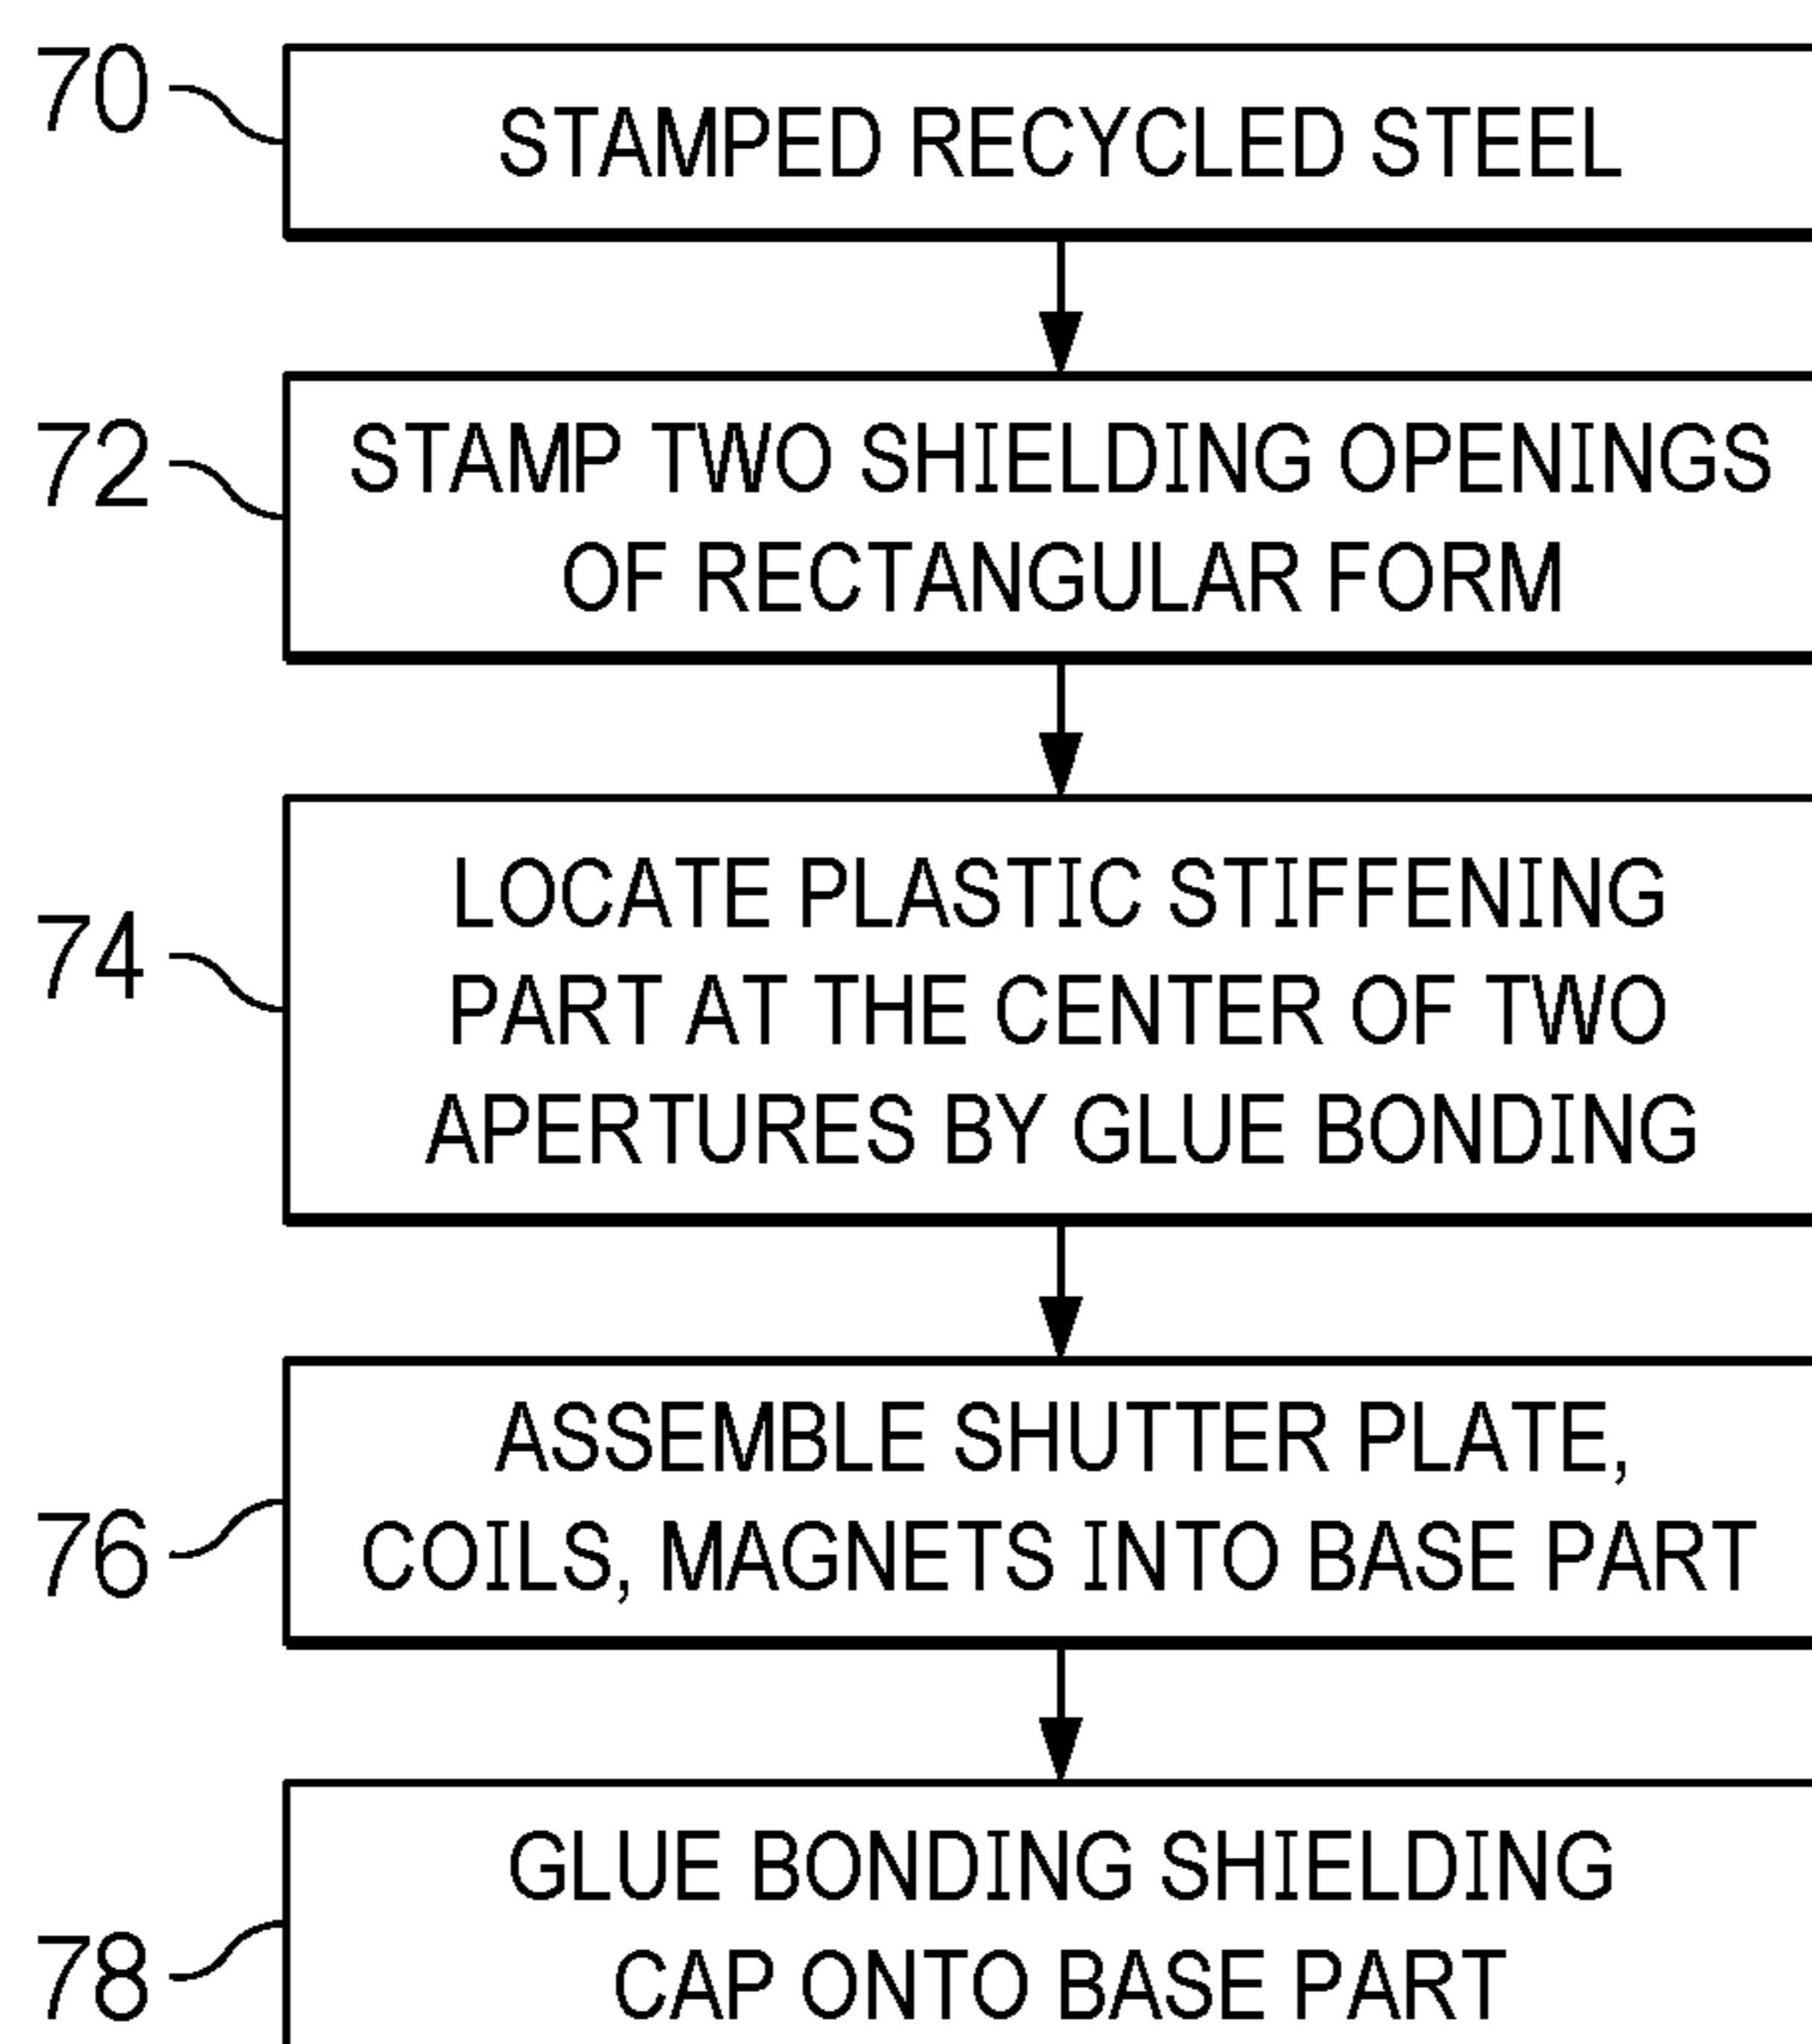 70
STAMPED RECYCLED STEEL
72
STAMP TWO SHIELDING OPENINGS
OF RECTANGULAR FORM
74
LOCATE PLASTIC STIFFENING
PART AT THE CENTER OF TWO
APERTURES BY GLUE BONDING
76
ASSEMBLE SHUTTER PLATE,
COILS, MAGNETS INTO BASE PART
78
GLUE BONDING SHIELDING
CAP ONTO BASE PART